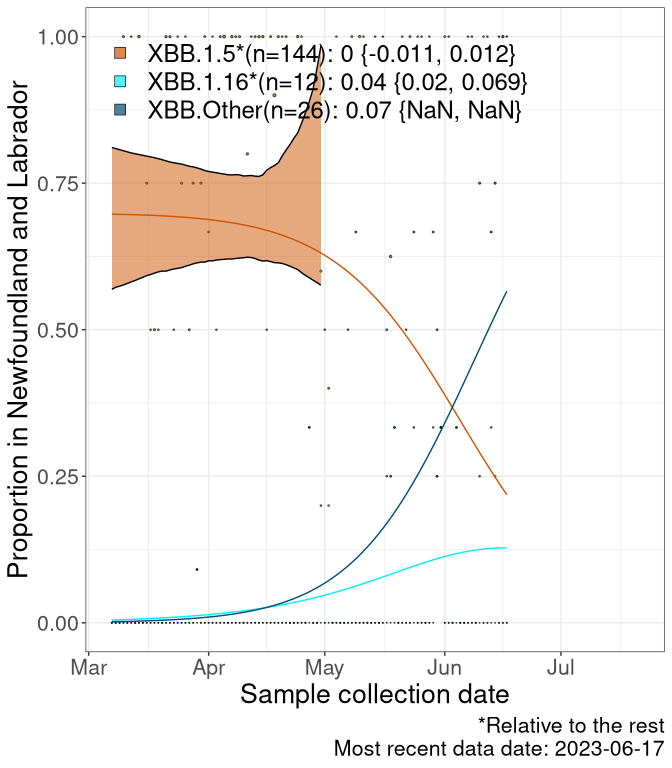 XBB.1.5*(n=144): 0 {-0.011, 0.012}
XBB.1.16*(n=12): 0.04 {0.02, 0.069}
XBB.Other(n=26): 0.07 {NaN, NaN}
Proportion in Newfoundland and Labrador
1.00
0.75
0.50
0.25
0.00
Mar Apr May Jun Jul
Sample collection date
*Relative to the rest
Most recent data date: 2023-06-17